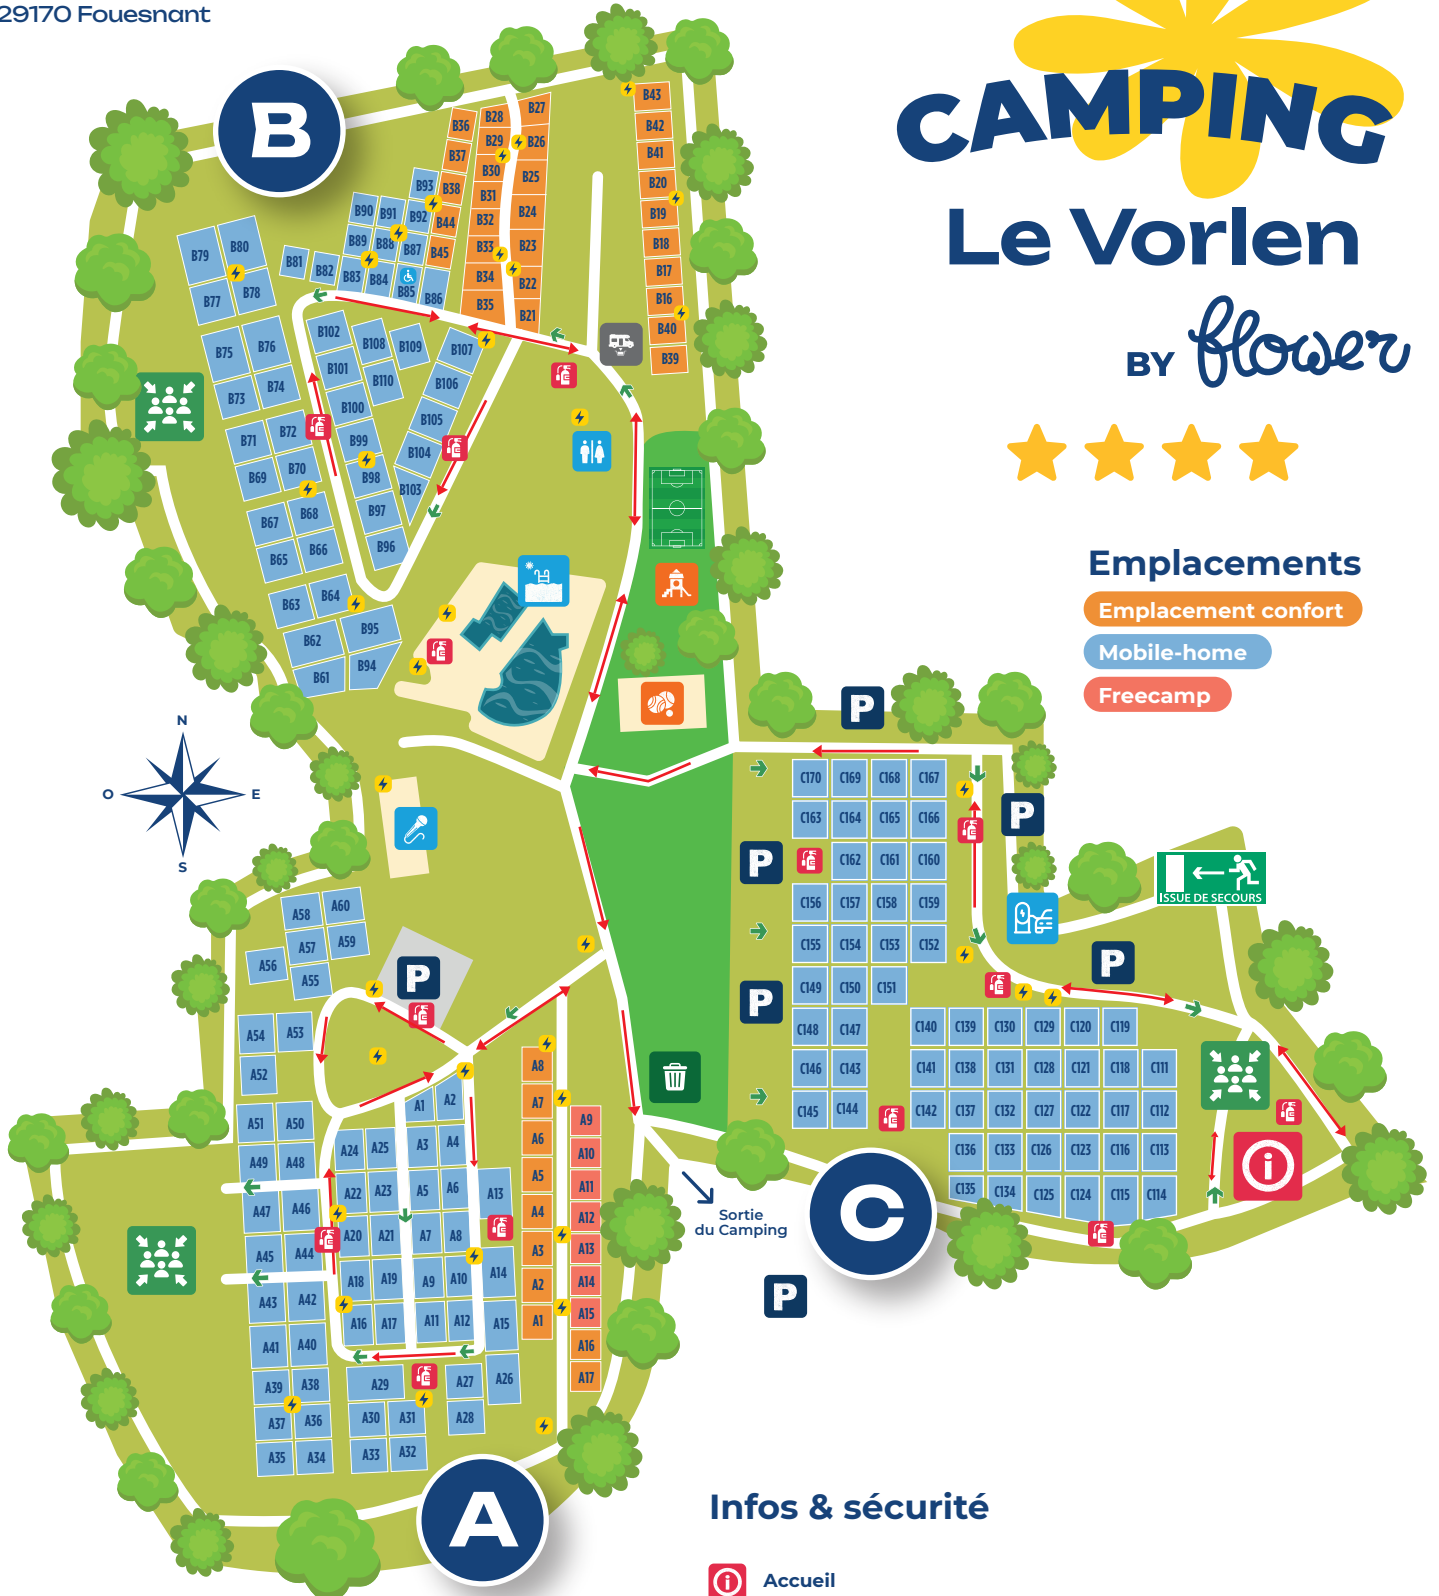 29170 Fouesnant
CAMPING
Le Vorlen
BY flower
Emplacements
Emplacement confort
Mobile-home
Freecamp
B
B43
B42
B41
B20
B19
B18
B17
B16
B40
B39
B27
B26
B25
B24
B23
B22
B21
B28
B29
B30
B31
B32
B33
B34
B35
B36
B37
B38
B44
B45
B93
B90 B91 B92
B89 B88 B87
B81 B82 B83 B84 B85 B86
B79 B80
B77 B78
B75 B76
B73 B74
B71 B72
B69 B70
B67 B68
B65 B66
B63 B64
B62 B95
B61 B94
B102 B108 B109 B107
B101 B110 B106
B100 B105
B99 B104
B98 B103
B97
B96
N
O E
S
P
P
P
P
P
P
P
P
C170 C169 C168 C167
C163 C164 C165 C166
C162 C161 C160
C156 C157 C158 C159
C155 C154 C153 C152
C149 C150 C151
C148 C147 C140 C139 C130 C129 C120 C119
C146 C143 C141 C138 C131 C128 C121 C118 C111
C145 C144 C142 C137 C132 C127 C122 C117 C112
C136 C133 C126 C123 C116 C113
C135 C134 C125 C124 C115 C114
ISSUE DE SECOURS
C
Sortie
du Camping
A58 A60
A57 A59
A56 A55
A54 A53
A52
A51 A50
A49 A48
A47 A46
A45 A44
A43 A42
A41 A40
A39 A38
A37 A36
A35 A34
A1 A2
A24 A25 A3 A4
A22 A23 A5 A6 A13
A20 A21 A7 A8
A18 A19 A9 A10 A14
A16 A17 A11 A12 A15
A29 A27 A26
A30 A31 A28
A33 A32
A8
A7
A6
A5
A4
A3
A2
A1
A9
A10
A11
A12
A13
A14
A15
A16
A17
A
Infos & sécurité
Accueil